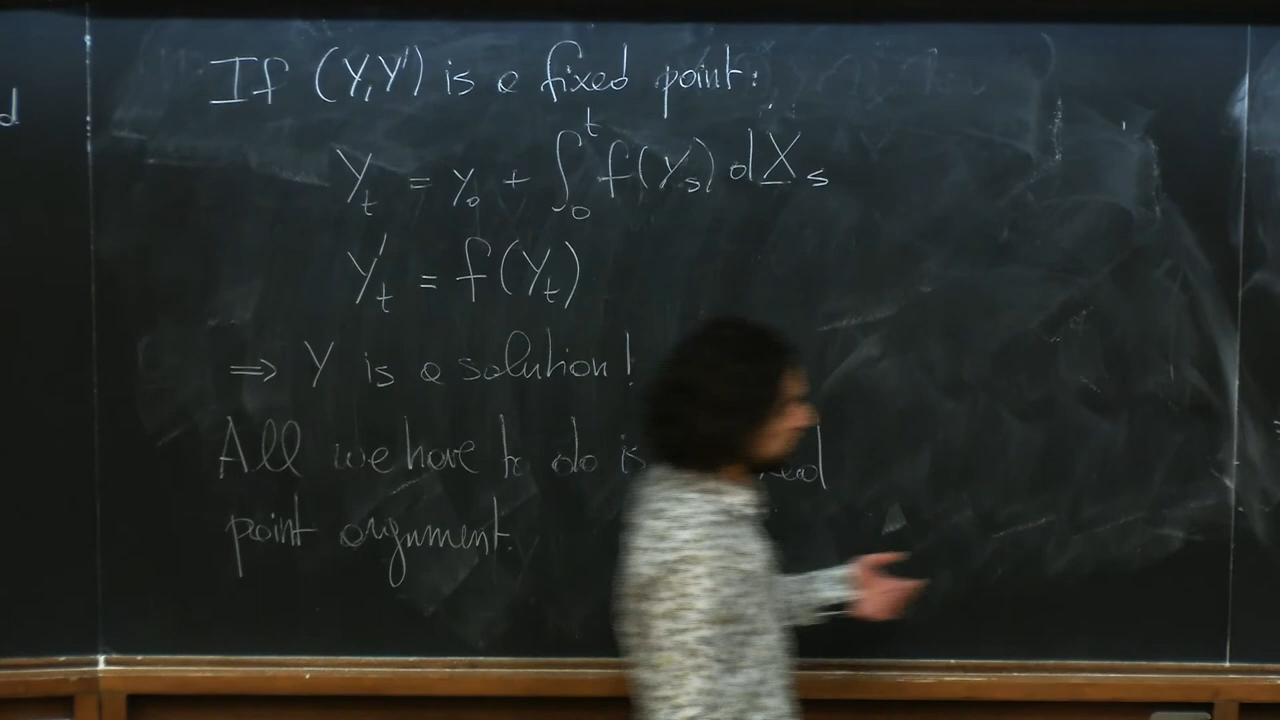 If (Y,Y') is a fixed point:
Y_t = y_0 + ∫_0^t f(Y_s) d𝐗_s
Y'_t = f(Y_t)
⇒ Y is a solution!
All we have to do is
point argument.
d